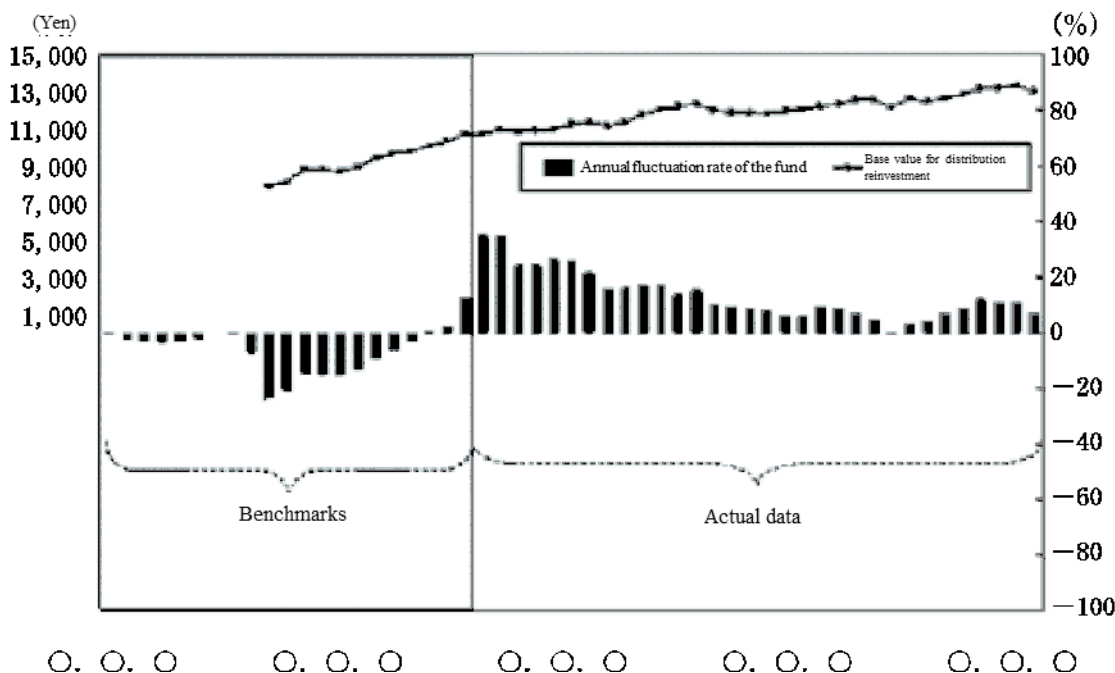 (Yen)
(%)
15, 000
13, 000
11, 000
9, 000
7, 000
5, 000
3, 000
1, 000
100
80
60
40
20
0
−20
−40
−60
−80
−100
Annual fluctuation rate of the fund
Base value for distribution
reinvestment
Benchmarks
Actual data
○. ○. ○ ○. ○. ○ ○. ○. ○ ○. ○. ○ ○. ○. ○